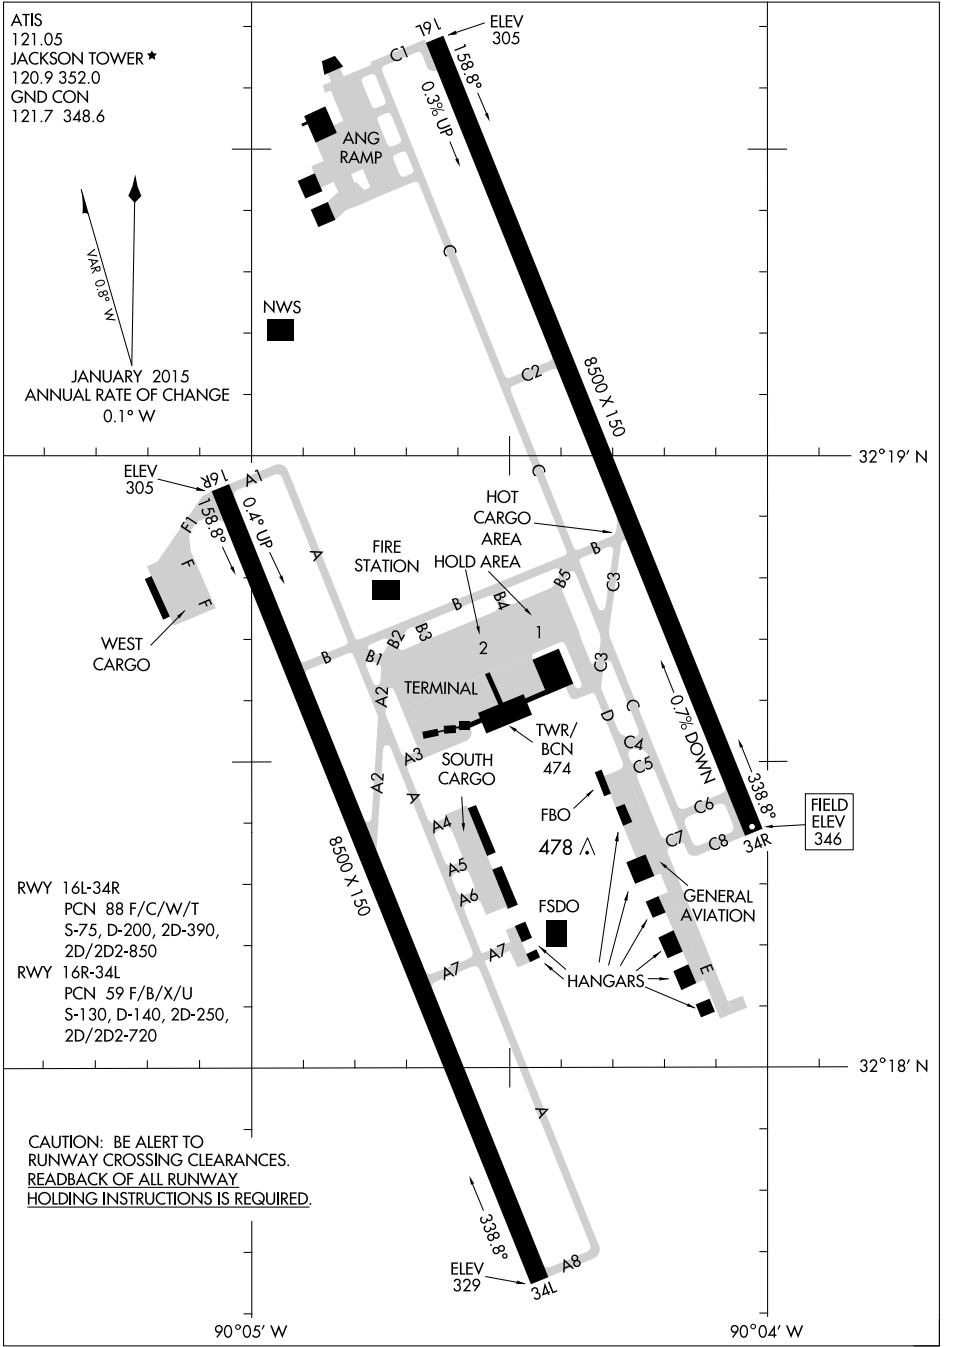 ATIS
121.05
JACKSON TOWER ★
120.9 352.0
GND CON
121.7 348.6
16L
ELEV
305
C1
158.8°
0.3% UP
ANG
RAMP
VAR 0.8° W
C
NWS
JANUARY 2015
ANNUAL RATE OF CHANGE
0.1° W
C2
8500 X 150
32°19' N
ELEV
305
16R
A1
158.8°
0.4° UP
C
HOT
CARGO
AREA
HOLD AREA
F1
F
F
A
FIRE
STATION
B
B5
C3
WEST
CARGO
B
B4
B3
B2
B1
B
1
2
C3
A2
TERMINAL
D
C
0.7% DOWN
TWR/
BCN
474
C4
C5
A3
SOUTH
CARGO
A2
A
338.8°
FIELD
ELEV
346
C6
FBO
A4
C7
C8
34R
478
8500 X 150
A5
A6
GENERAL
AVIATION
FSDO
RWY 16L-34R
PCN 88 F/C/W/T
S-75, D-200, 2D-390,
2D/2D2-850
RWY 16R-34L
PCN 59 F/B/X/U
S-130, D-140, 2D-250,
2D/2D2-720
A7
A7
HANGARS
E
32°18' N
A
CAUTION: BE ALERT TO
RUNWAY CROSSING CLEARANCES.
READBACK OF ALL RUNWAY
HOLDING INSTRUCTIONS IS REQUIRED.
338.8°
ELEV
329
A8
34L
90°05' W
90°04' W